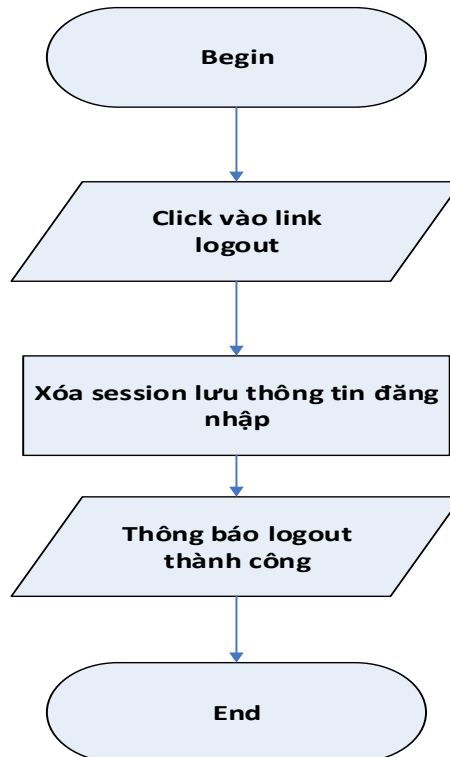 Begin
Click vào link
logout
Xóa session lưu thông tin đăng
nhập
Thông báo logout
thành công
End